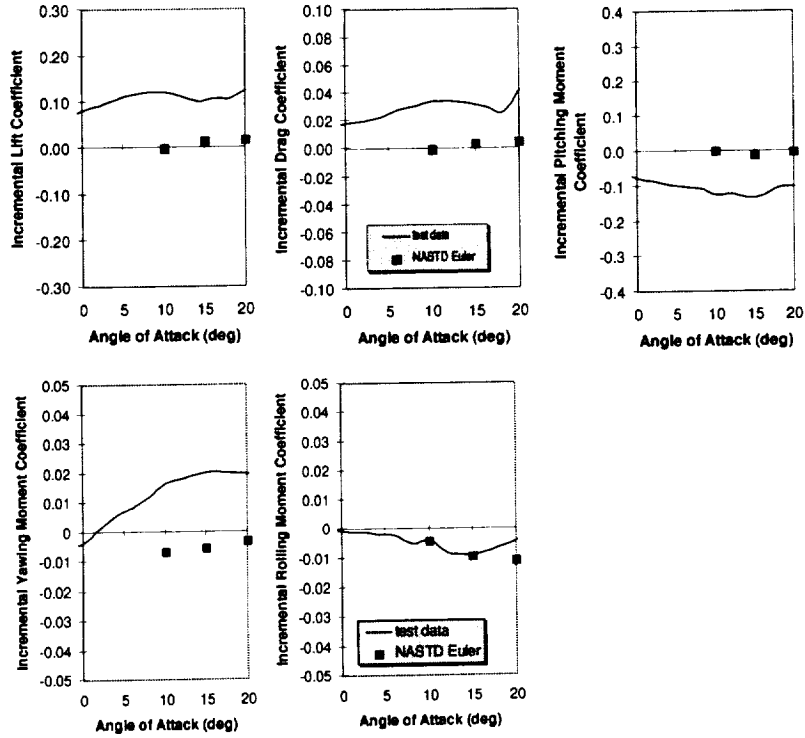 Incremental Lift Coefficient
0.30
0.20
0.10
0.00
-0.10
-0.20
-0.30
0 5 10 15 20
Angle of Attack (deg)
Incremental Drag Coefficient
0.10
0.08
0.06
0.04
0.02
0.00
-0.02
-0.04
-0.06
-0.08
-0.10
test data
NASTD Euler
0 5 10 15 20
Angle of Attack (deg)
Incremental Pitching Moment
Coefficient
0.4
0.3
0.2
0.1
0.0
-0.1
-0.2
-0.3
-0.4
0 5 10 15 20
Angle of Attack (deg)
Incremental Yawing Moment Coefficient
0.05
0.04
0.03
0.02
0.01
0
-0.01
-0.02
-0.03
-0.04
-0.05
0 5 10 15 20
Angle of Attack (deg)
Incremental Rolling Moment Coefficient
0.05
0.04
0.03
0.02
0.01
0
-0.01
-0.02
-0.03
-0.04
-0.05
test data
NASTD Euler
0 5 10 15 20
Angle of Attack (deg)